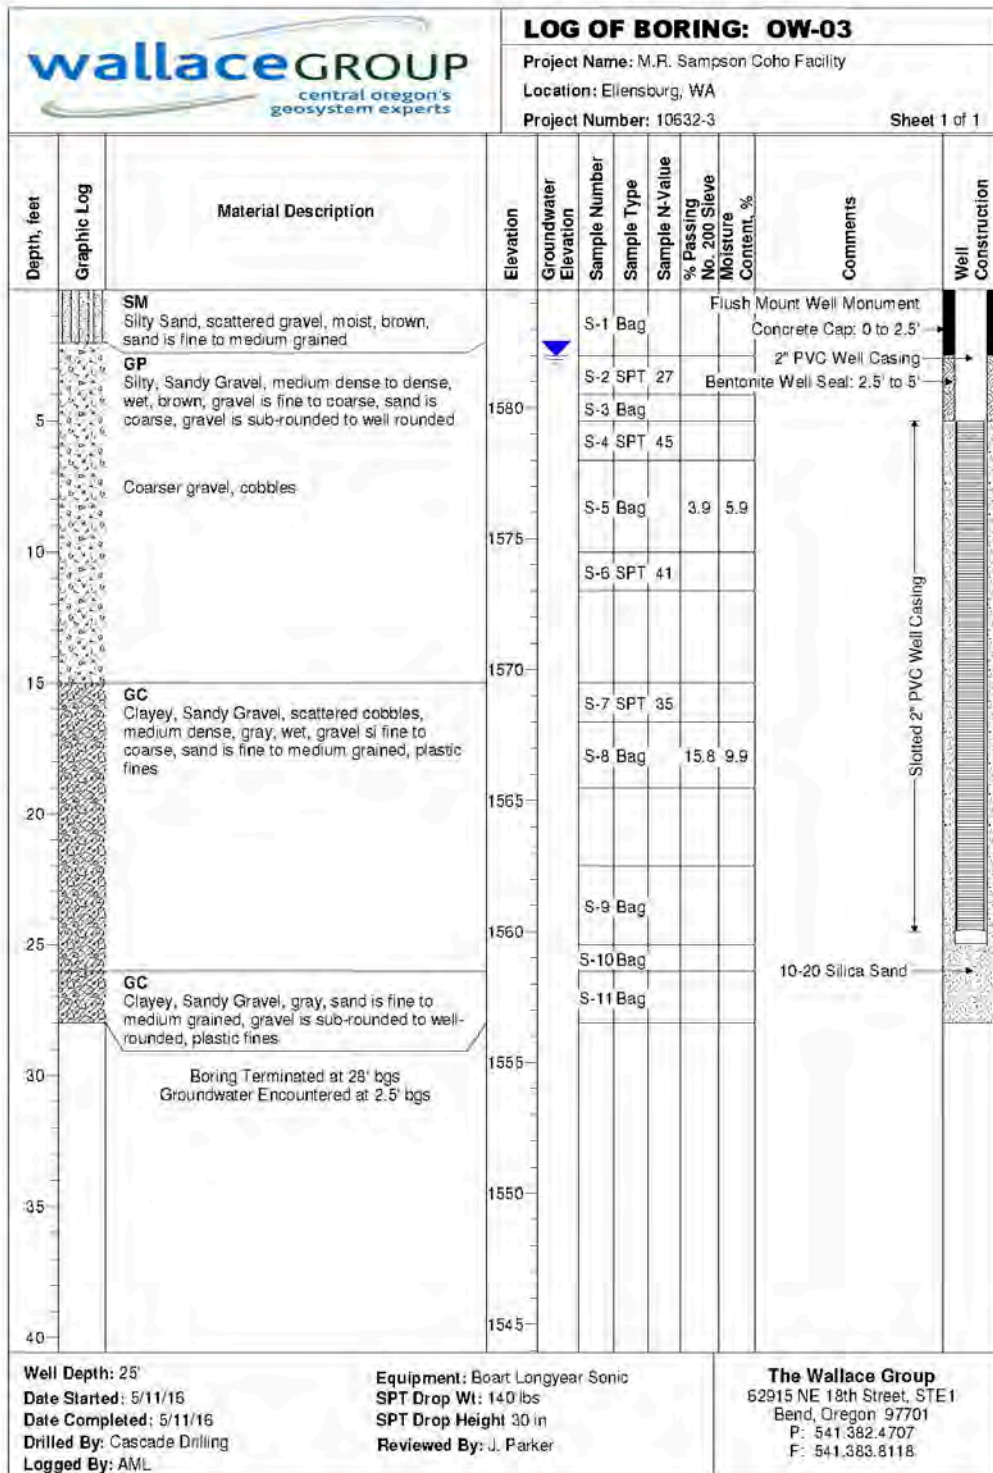 wallaceGROUP
central oregon's
geosystem experts
LOG OF BORING: OW-03
Project Name: M.R. Sampson Coho Facility
Location: Ellensburg, WA
Project Number: 10632-3
Sheet 1 of 1
Depth, feet
Graphic Log
Material Description
Elevation
Groundwater
Elevation
Sample Number
Sample Type
Sample N-Value
% Passing
No. 200 Sieve
Moisture
Content, %
Comments
Well
Construction
SM
Silty Sand, scattered gravel, moist, brown,
sand is fine to medium grained
GP
Silty, Sandy Gravel, medium dense to dense,
wet, brown, gravel is fine to coarse, sand is
coarse, gravel is sub-rounded to well rounded
Coarser gravel, cobbles
GC
Clayey, Sandy Gravel, scattered cobbles,
medium dense, gray, wet, gravel si fine to
coarse, sand is fine to medium grained, plastic
fines
GC
Clayey, Sandy Gravel, gray, sand is fine to
medium grained, gravel is sub-rounded to well-
rounded, plastic fines
Boring Terminated at 28' bgs
Groundwater Encountered at 2.5' bgs
5
10
15
20
25
30
35
40
1580
1575
1570
1565
1560
1555
1550
1545
S-1 Bag
S-2 SPT 27
S-3 Bag
S-4 SPT 45
S-5 Bag 3.9 5.9
S-6 SPT 41
S-7 SPT 35
S-8 Bag 15.8 9.9
S-9 Bag
S-10 Bag
S-11 Bag
Flush Mount Well Monument
Concrete Cap: 0 to 2.5'
2" PVC Well Casing
Bentonite Well Seal: 2.5' to 5'
Slotted 2" PVC Well Casing
10-20 Silica Sand
Well Depth: 25'
Date Started: 5/11/16
Date Completed: 5/11/16
Drilled By: Cascade Drilling
Logged By: AML
Equipment: Boart Longyear Sonic
SPT Drop Wt: 140 lbs
SPT Drop Height 30 in
Reviewed By: J. Parker
The Wallace Group
62915 NE 18th Street, STE1
Bend, Oregon 97701
P: 541.382.4707
F: 541.383.8118